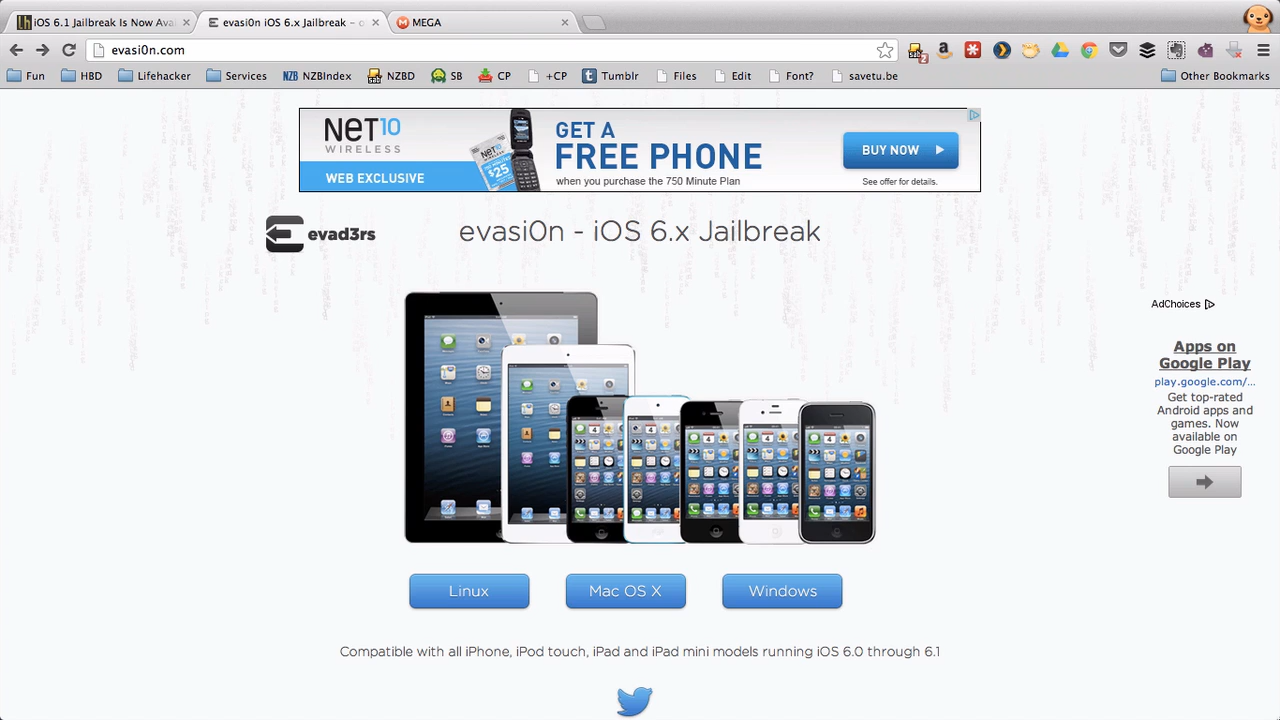 iOS 6.1 Jailbreak Is Now Ava
evasi0n iOS 6.x Jailbreak – o
MEGA
evasi0n.com
Fun
HBD
Lifehacker
Services
NZB NZBIndex
NZBD
SB
CP
+CP
Tumblr
Files
Edit
Font?
savetu.be
Other Bookmarks
NET10
WIRELESS
WEB EXCLUSIVE
$25
GET A
FREE PHONE
when you purchase the 750 Minute Plan
BUY NOW
See offer for details.
evad3rs
evasi0n - iOS 6.x Jailbreak
AdChoices
Apps on
Google Play
play.google.com/...
Get top-rated
Android apps and
games. Now
available on
Google Play
Linux
Mac OS X
Windows
Compatible with all iPhone, iPod touch, iPad and iPad mini models running iOS 6.0 through 6.1